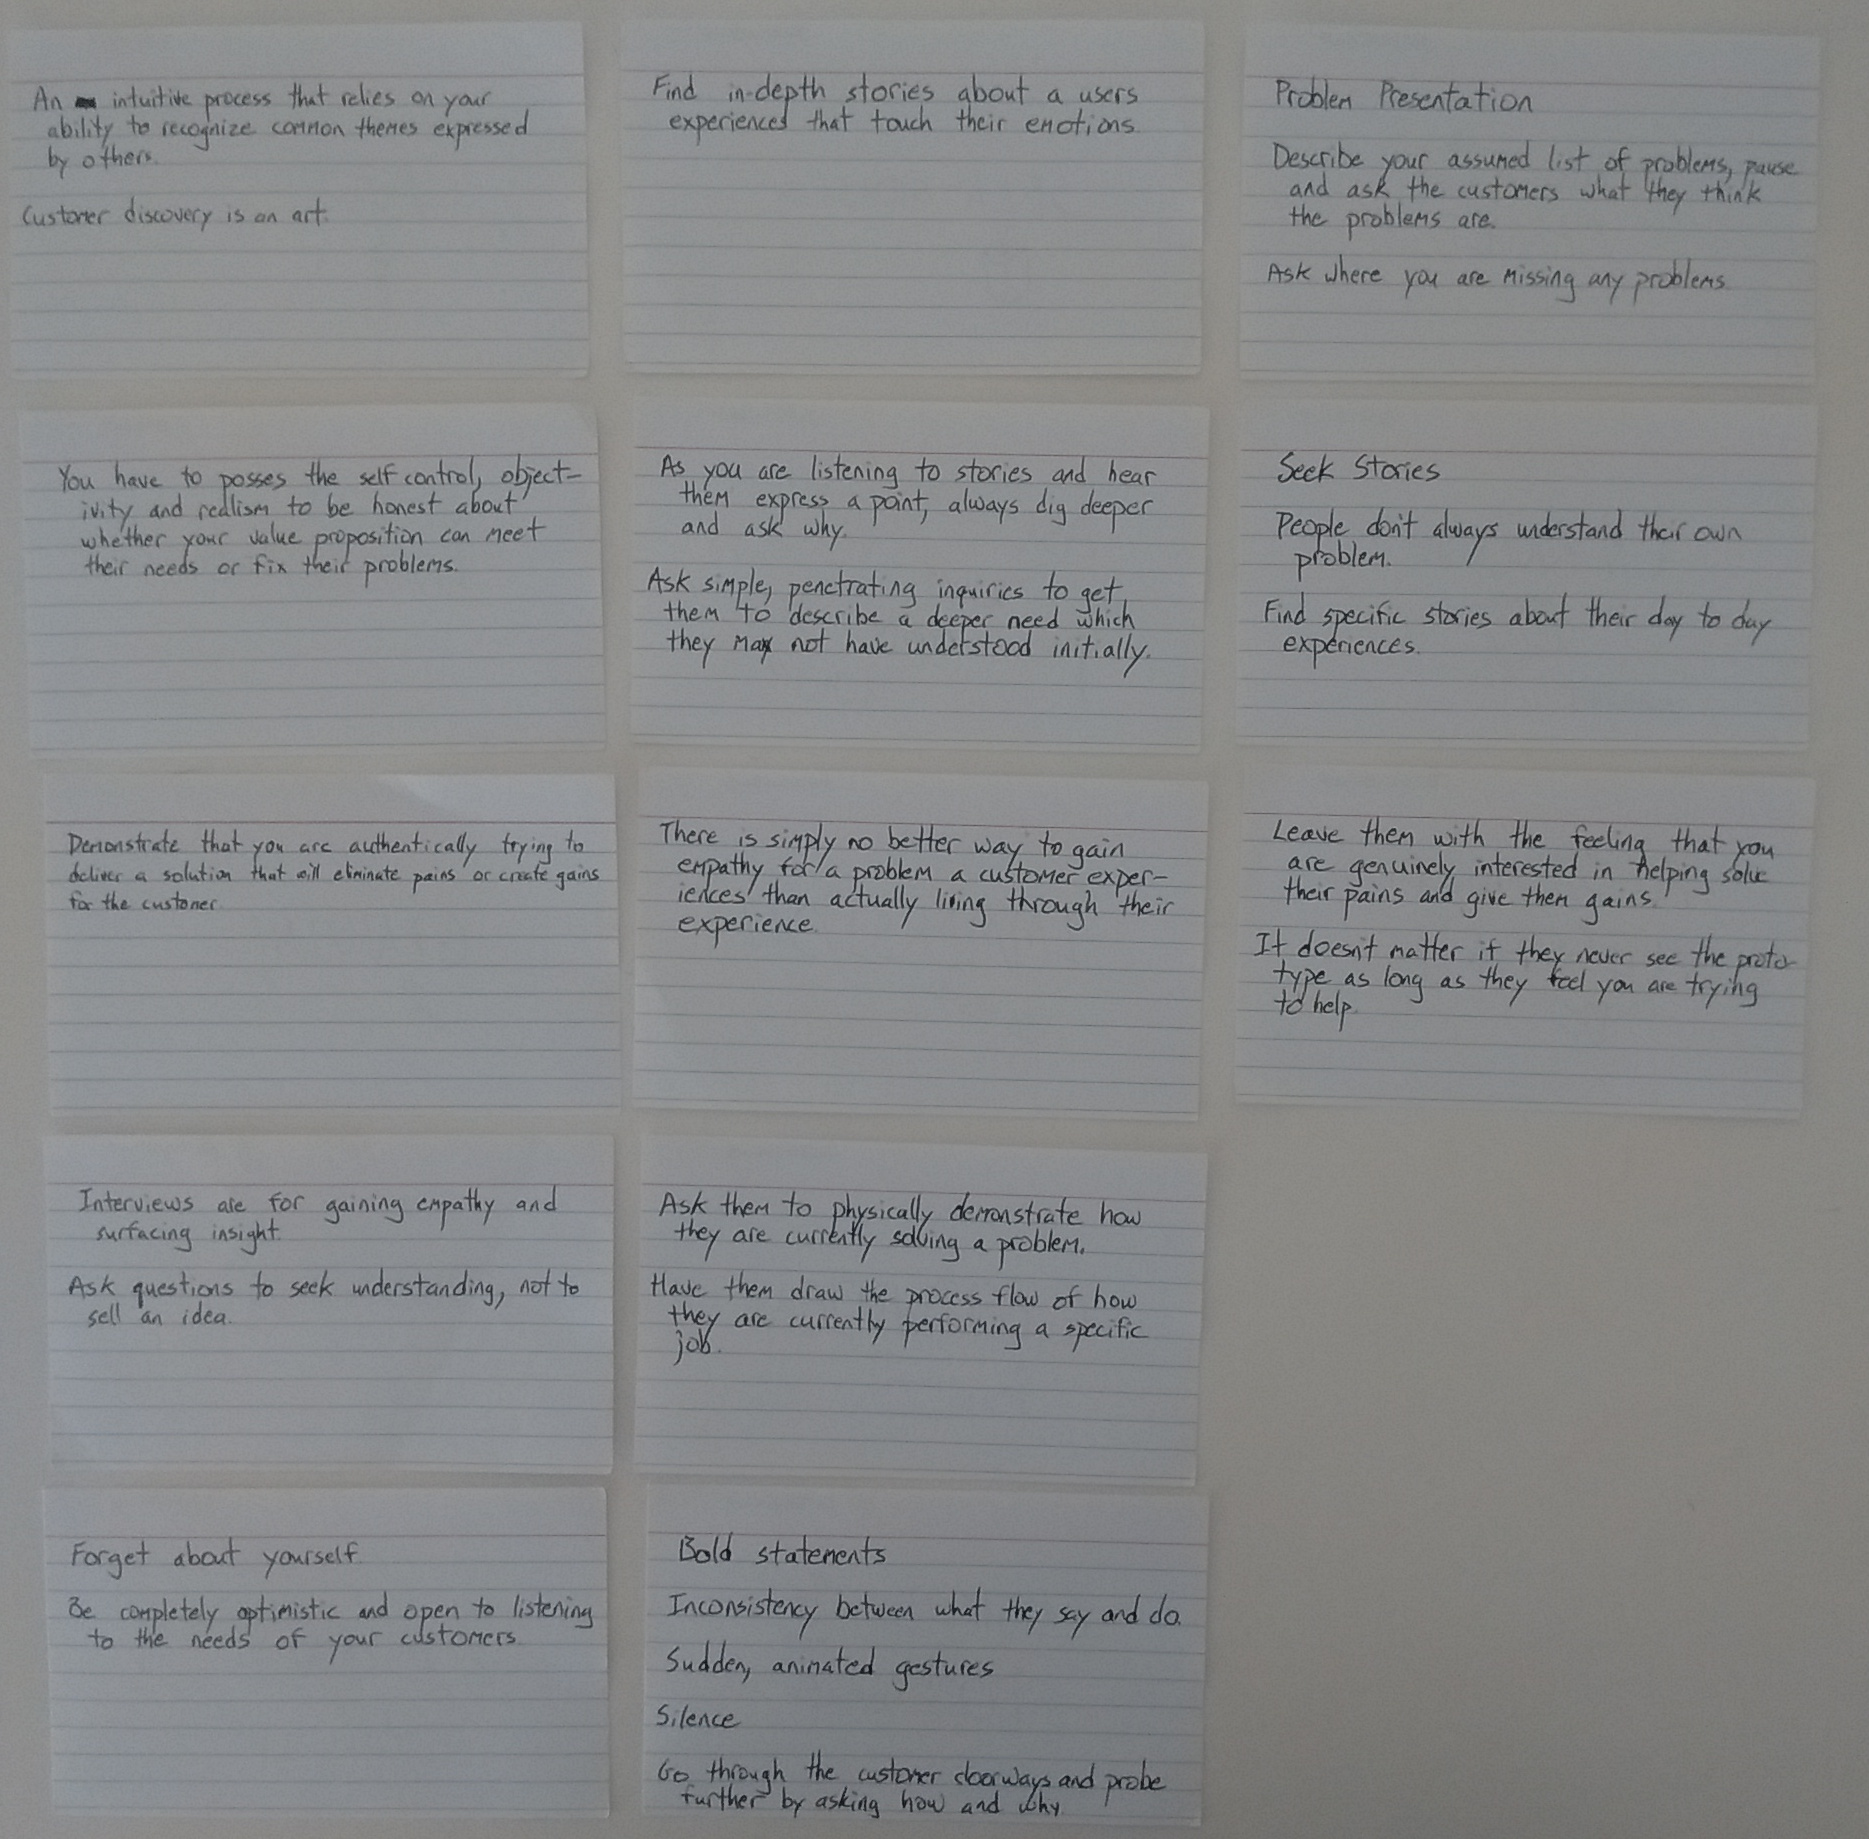 An intuitive process that relies on your
ability to recognize common themes expressed
by others.
Customer discovery is an art.
You have to posses the self control, object-
ivity and realism to be honest about
whether your value proposition can meet
their needs or fix their problems.
Demonstrate that you are authentically trying to
deliver a solution that will eliminate pains or create gains
for the customer.
Interviews are for gaining empathy and
surfacing insight.
Ask questions to seek understanding, not to
sell an idea.
Forget about yourself.
Be completely optimistic and open to listening
to the needs of your customers.
Find in-depth stories about a users
experiences that touch their emotions.
As you are listening to stories and hear
them express a point, always dig deeper
and ask why.
Ask simple, penetrating inquiries to get
them to describe a deeper need which
they may not have understood initially.
There is simply no better way to gain
empathy for a problem a customer exper-
iences than actually living through their
experience.
Ask them to physically demonstrate how
they are currently solving a problem.
Have them draw the process flow of how
they are currently performing a specific
job.
Bold statements
Inconsistency between what they say and do.
Sudden, animated gestures
Silence
Go through the customer doorways and probe
further by asking how and why.
Problem Presentation
Describe your assumed list of problems, pause
and ask the customers what they think
the problems are.
Ask where you are missing any problems.
Seek Stories
People don't always understand their own
problem.
Find specific stories about their day to day
experiences.
Leave them with the feeling that you
are genuinely interested in helping solve
their pains and give them gains.
It doesn't matter if they never see the proto-
type as long as they feel you are trying
to help.